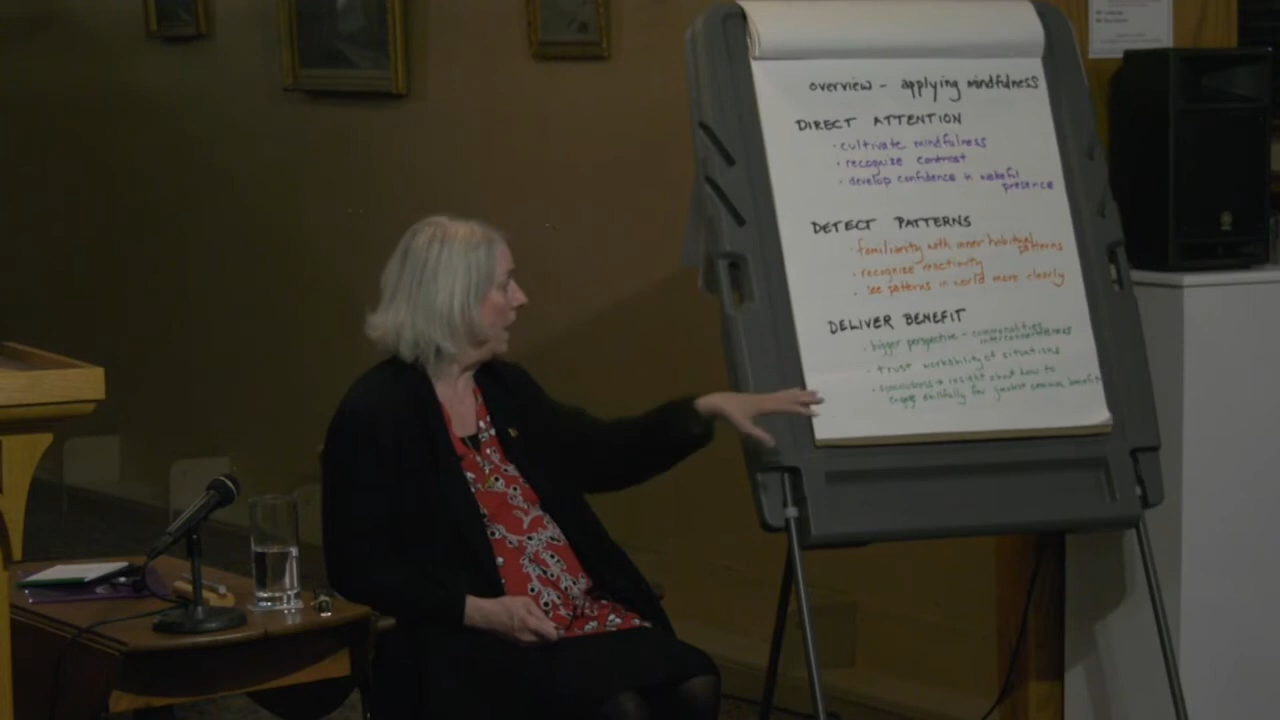 overview - applying mindfulness
DIRECT ATTENTION
· cultivate mindfulness
· recognize contrast
· develop confidence in wakeful
presence
DETECT PATTERNS
· familiarity with inner habitual
patterns
· recognize reactivity
· see patterns in world more clearly
DELIVER BENEFIT
· bigger perspective - commonalities,
interconnectedness
· trust workability of situations
· spaciousness → insight about how to
engage skillfully for greatest common benefit